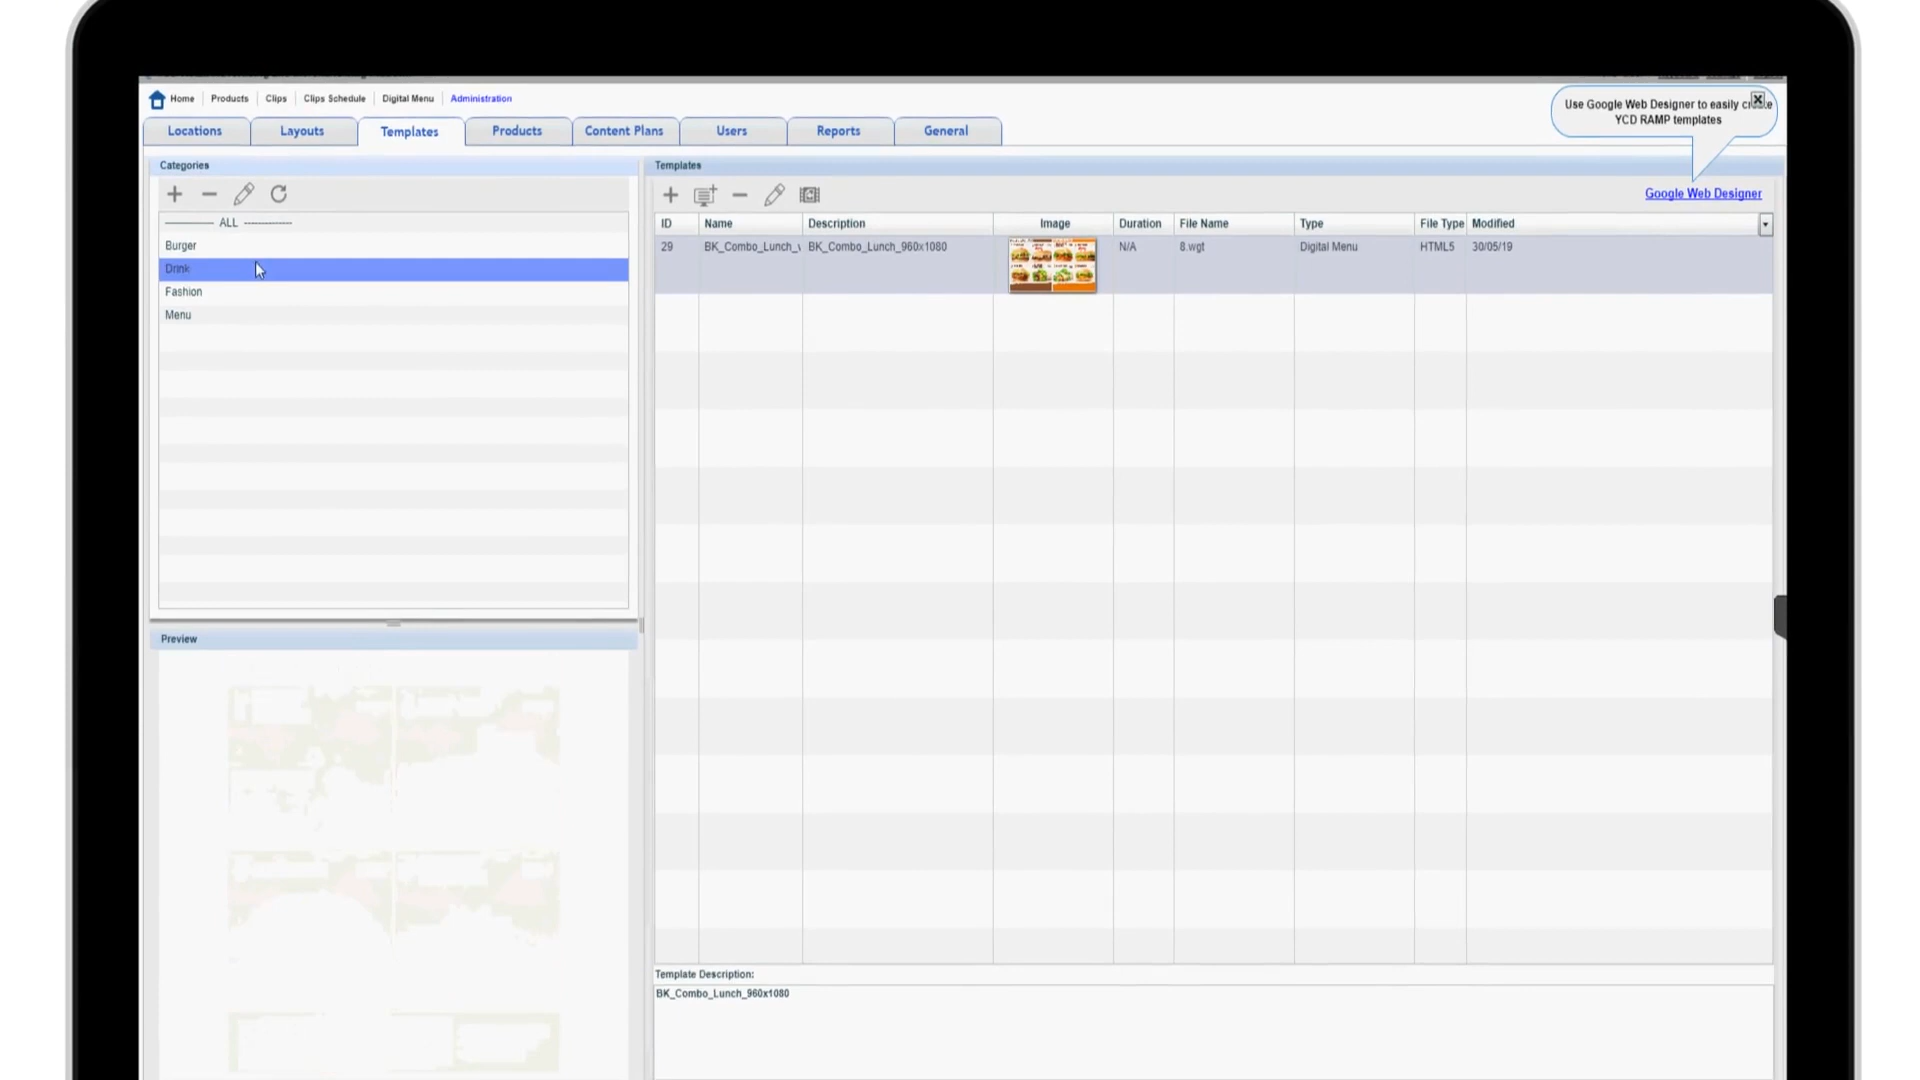 Home Products Clips Clips Schedule Digital Menu Administration
Use Google Web Designer to easily create
YCD RAMP templates
Locations Layouts Templates Products Content Plans Users Reports General
Categories
Templates
Google Web Designer
---------- ALL ----------
Burger
Drink
Fashion
Menu
ID Name Description Image Duration File Name Type File Type Modified
29 BK_Combo_Lunch_ BK_Combo_Lunch_960x1080 N/A 8.wgt Digital Menu HTML5 30/05/19
Preview
Template Description:
BK_Combo_Lunch_960x1080